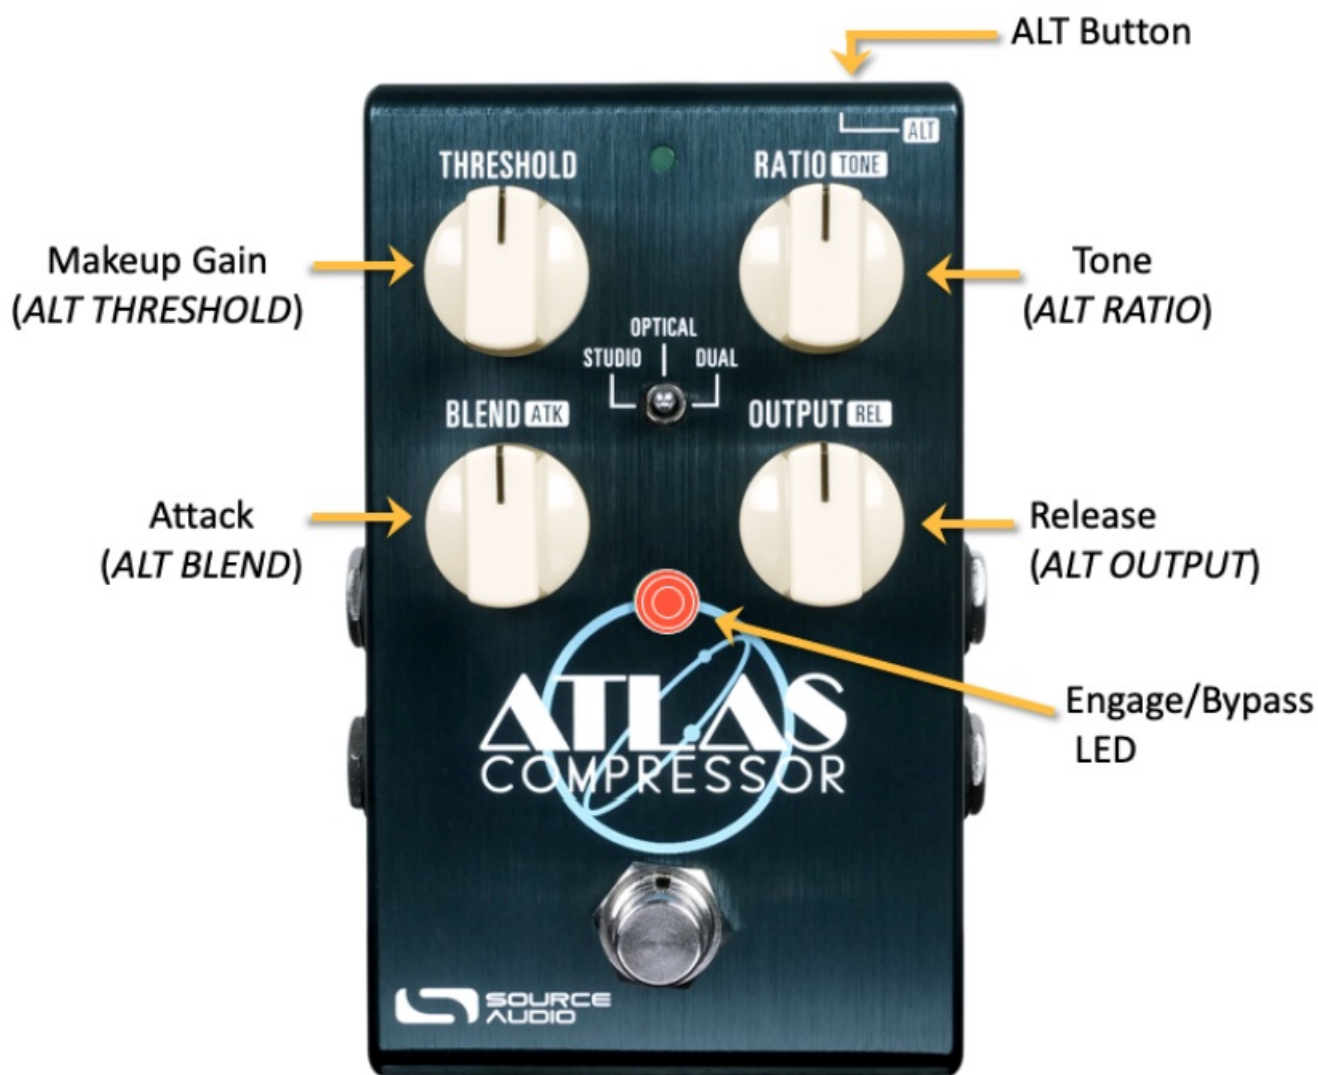 ALT Button
ALT
THRESHOLD
RATIO TONE
Makeup Gain
(ALT THRESHOLD)
Tone
(ALT RATIO)
OPTICAL
STUDIO
DUAL
BLEND ATK
OUTPUT REL
Attack
(ALT BLEND)
Release
(ALT OUTPUT)
Engage/Bypass
LED
ATLAS
COMPRESSOR
SOURCE
AUDIO